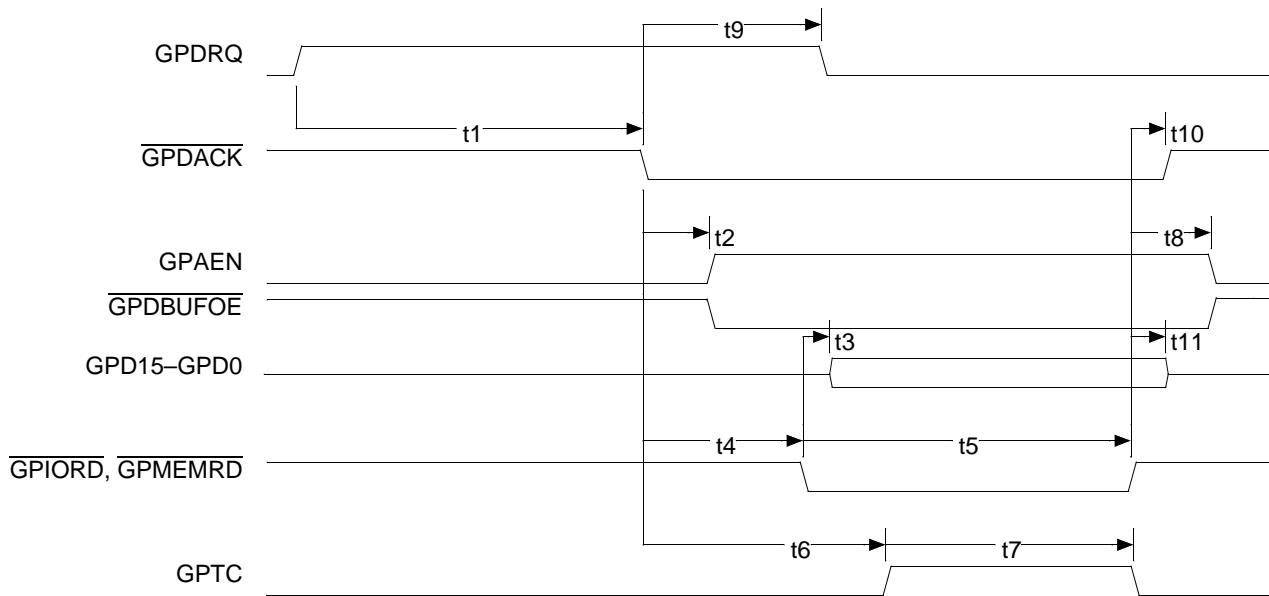 t9
GPDRQ
t1
t10
GPDACK
t2
t8
GPAEN
GPDBUFOE
t3
t11
GPD15–GPD0
t4
t5
GPIORD, GPMEMRD
t6
t7
GPTC